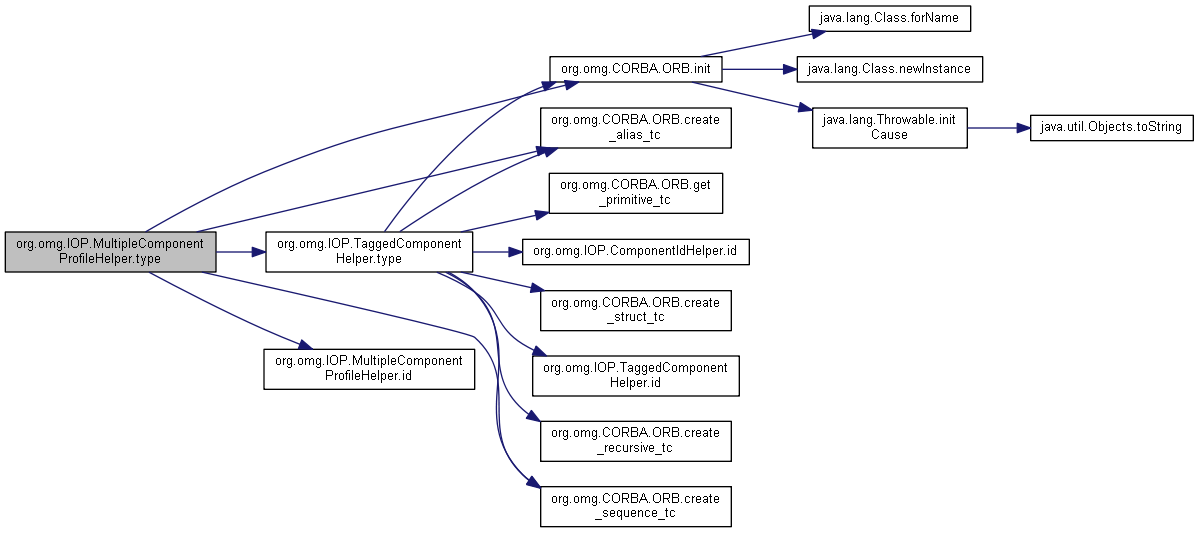 org.omg.IOP.MultipleComponent
ProfileHelper.type
org.omg.IOP.TaggedComponent
Helper.type
org.omg.IOP.MultipleComponent
ProfileHelper.id
org.omg.CORBA.ORB.init
org.omg.CORBA.ORB.create
_alias_tc
org.omg.CORBA.ORB.get
_primitive_tc
org.omg.IOP.ComponentIdHelper.id
org.omg.CORBA.ORB.create
_struct_tc
org.omg.IOP.TaggedComponent
Helper.id
org.omg.CORBA.ORB.create
_recursive_tc
org.omg.CORBA.ORB.create
_sequence_tc
java.lang.Class.forName
java.lang.Class.newInstance
java.lang.Throwable.init
Cause
java.util.Objects.toString